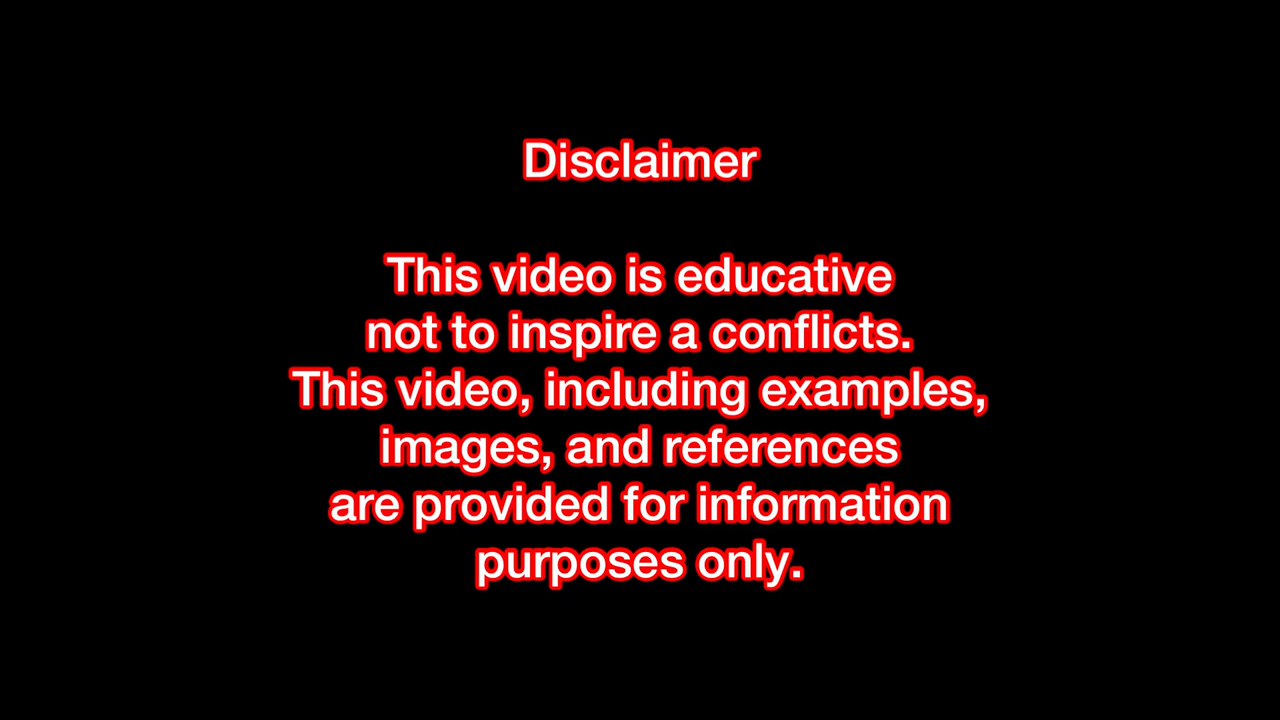 Disclaimer
This video is educative
not to inspire a conflicts.
This video, including examples,
images, and references
are provided for information
purposes only.